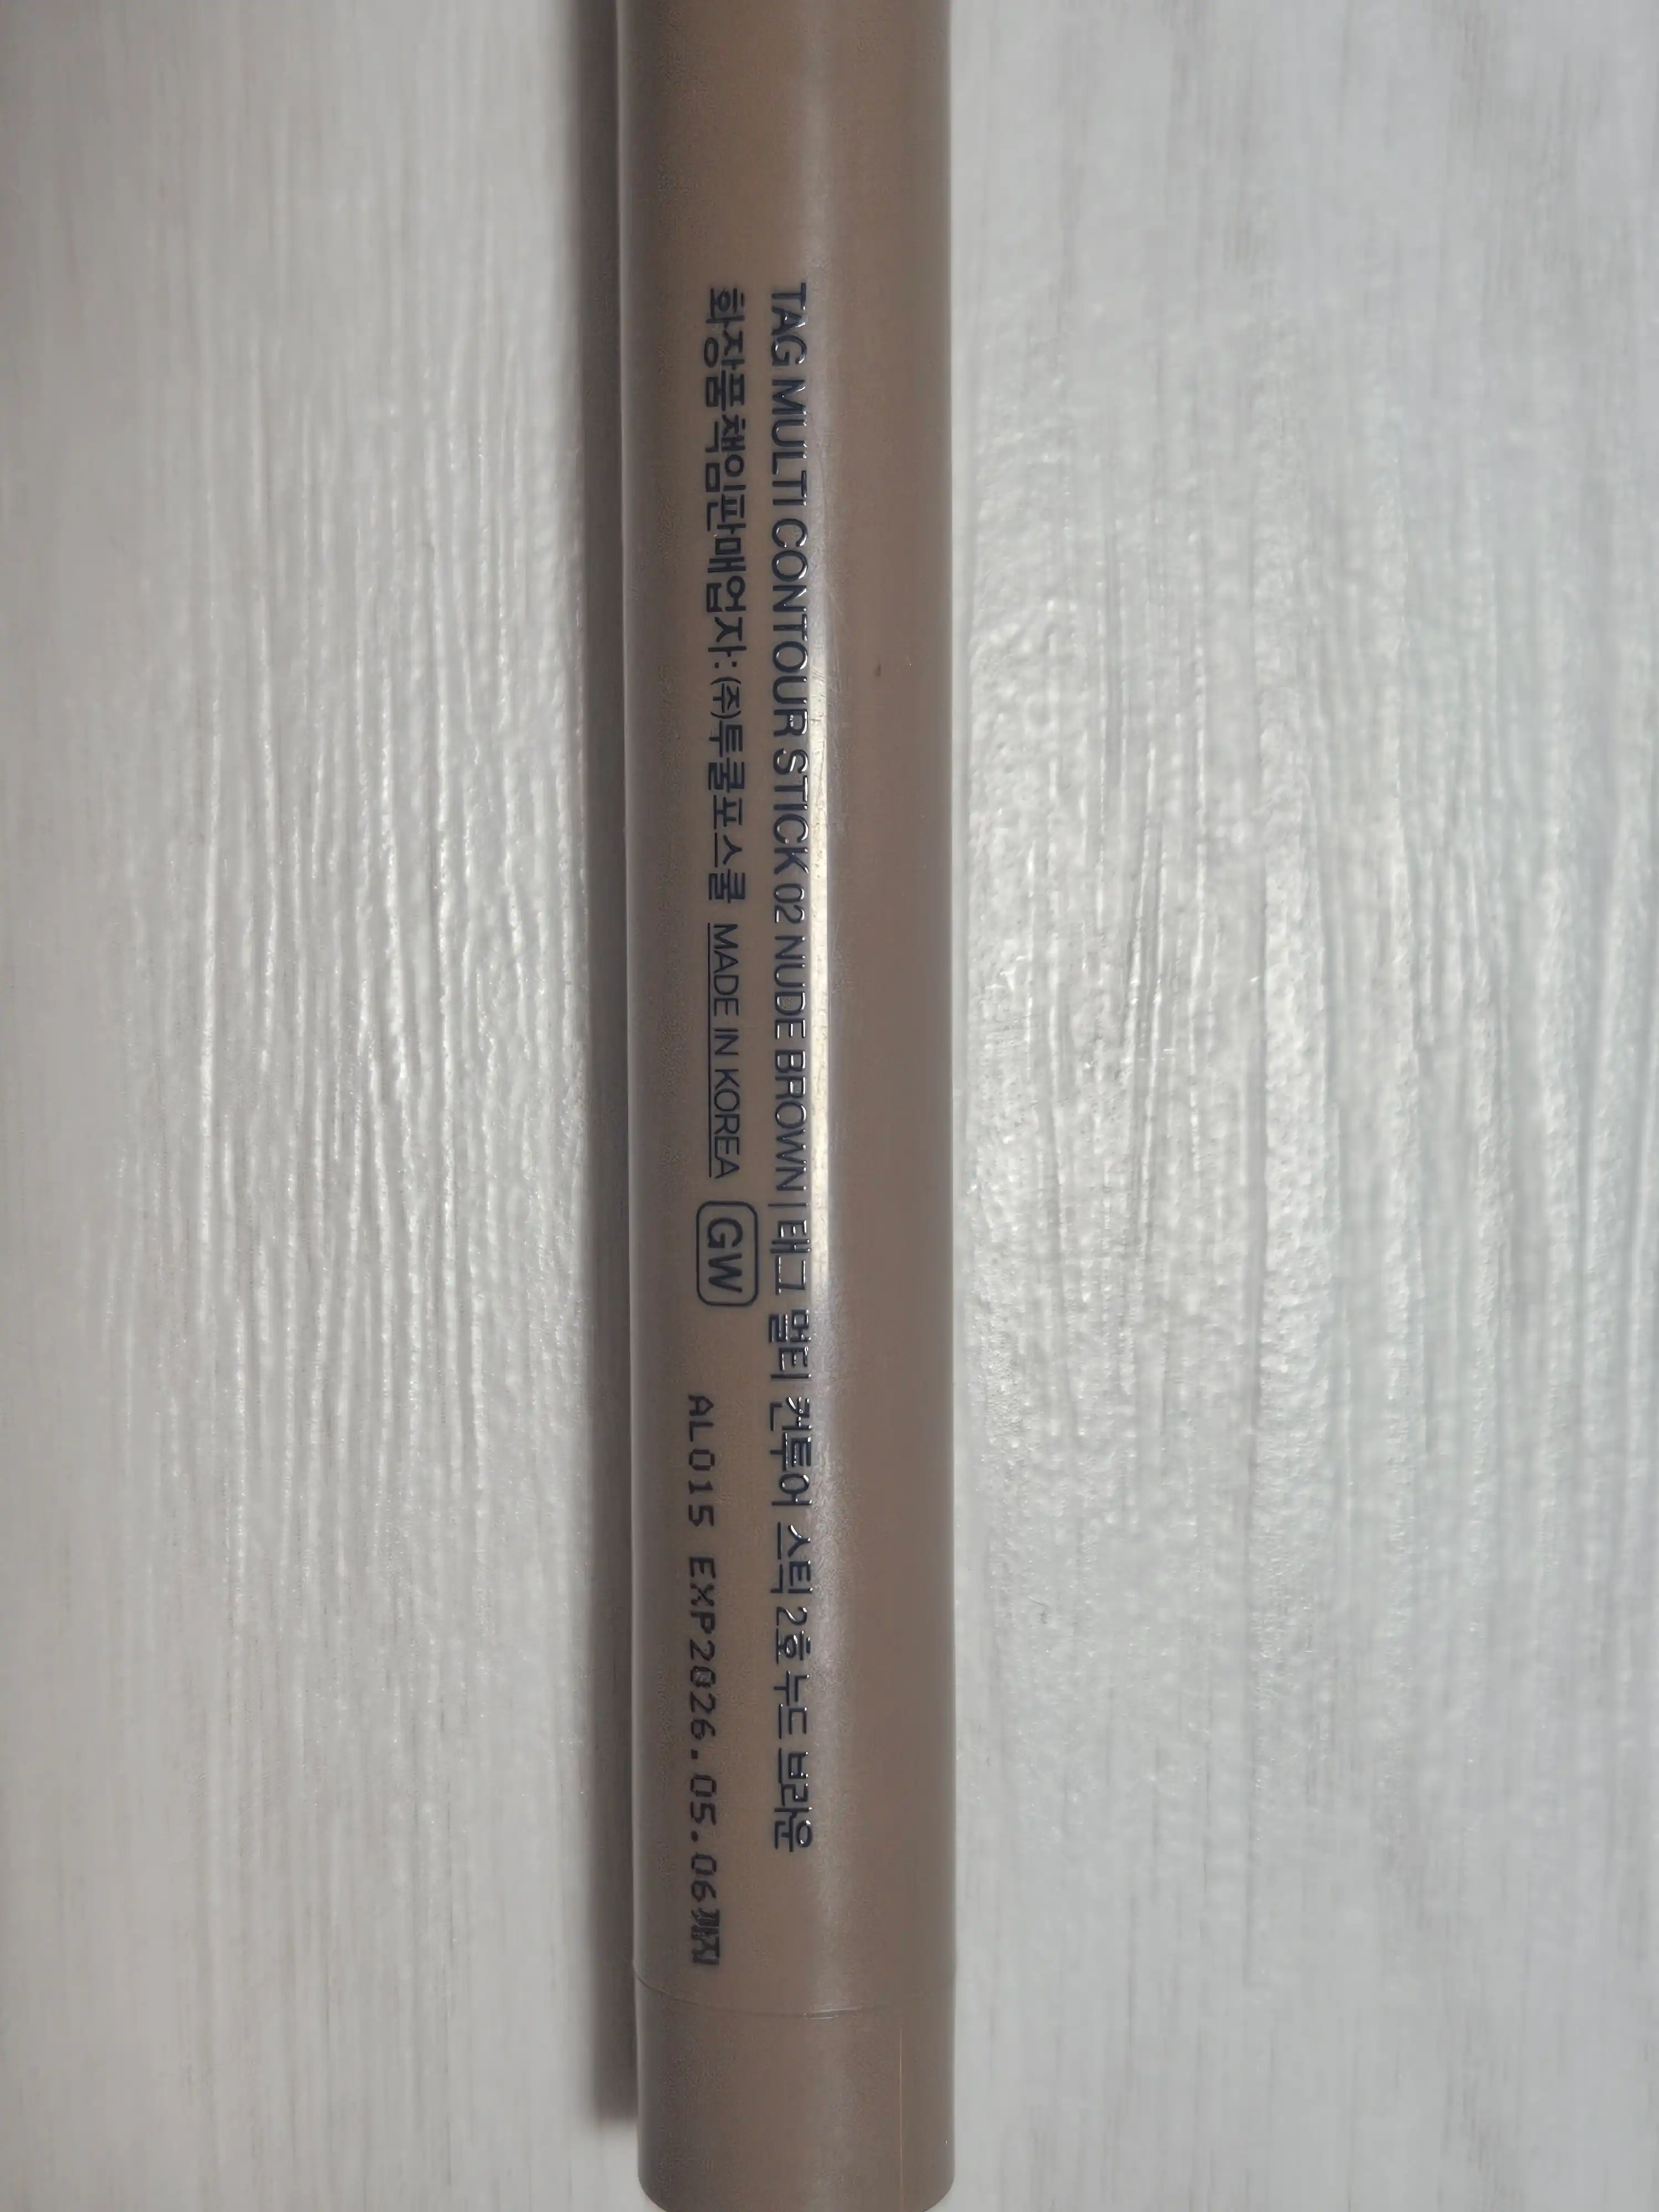 TAG MULTI CONTOUR STICK 02 NUDE BROWN | 태그 멀티 컨투어 스틱 2호 누드 브라운
화장품책임판매업자: (주)투쿨포스쿨 MADE IN KOREA GW
AL015 EXP2026.05.06까지